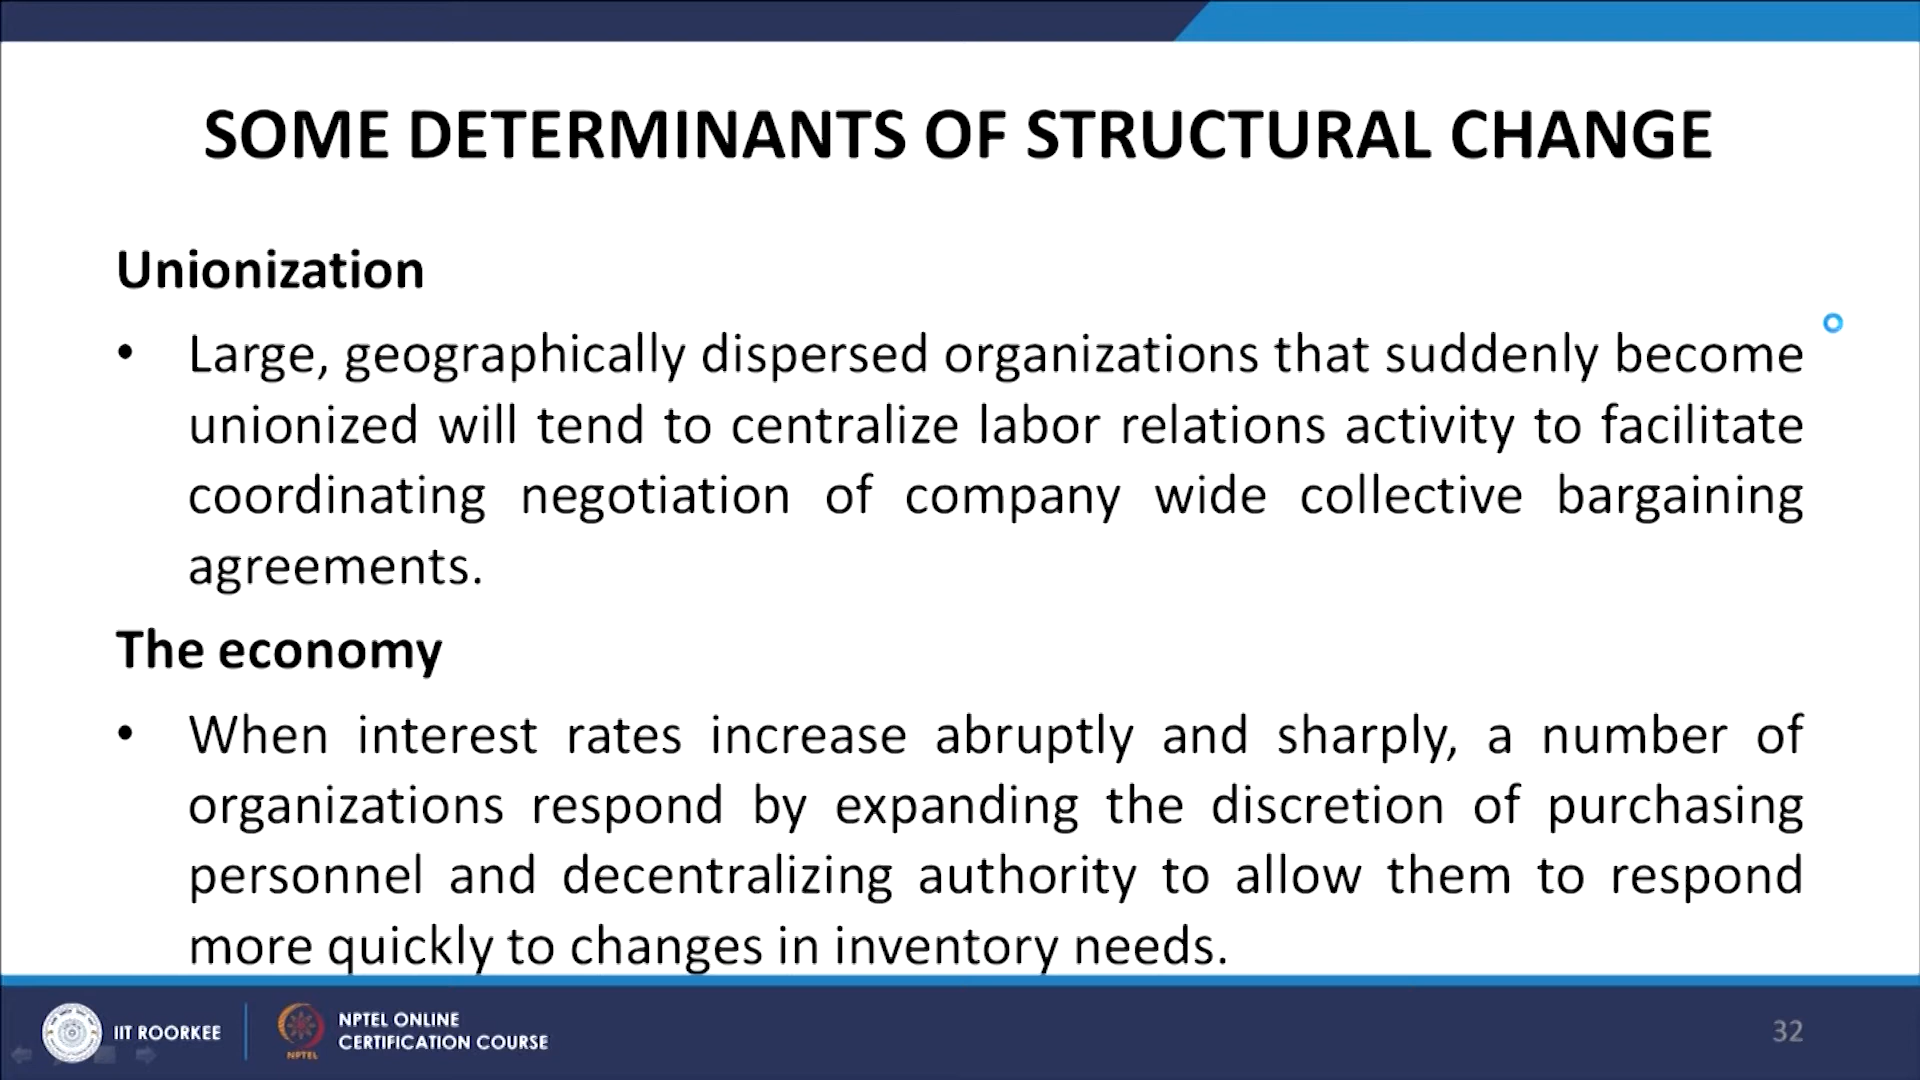 SOME DETERMINANTS OF STRUCTURAL CHANGE
Unionization
• Large, geographically dispersed organizations that suddenly become
unionized will tend to centralize labor relations activity to facilitate
coordinating negotiation of company wide collective bargaining
agreements.
The economy
• When interest rates increase abruptly and sharply, a number of
organizations respond by expanding the discretion of purchasing
personnel and decentralizing authority to allow them to respond
more quickly to changes in inventory needs.
IIT ROORKEE
NPTEL
NPTEL ONLINE
CERTIFICATION COURSE
32